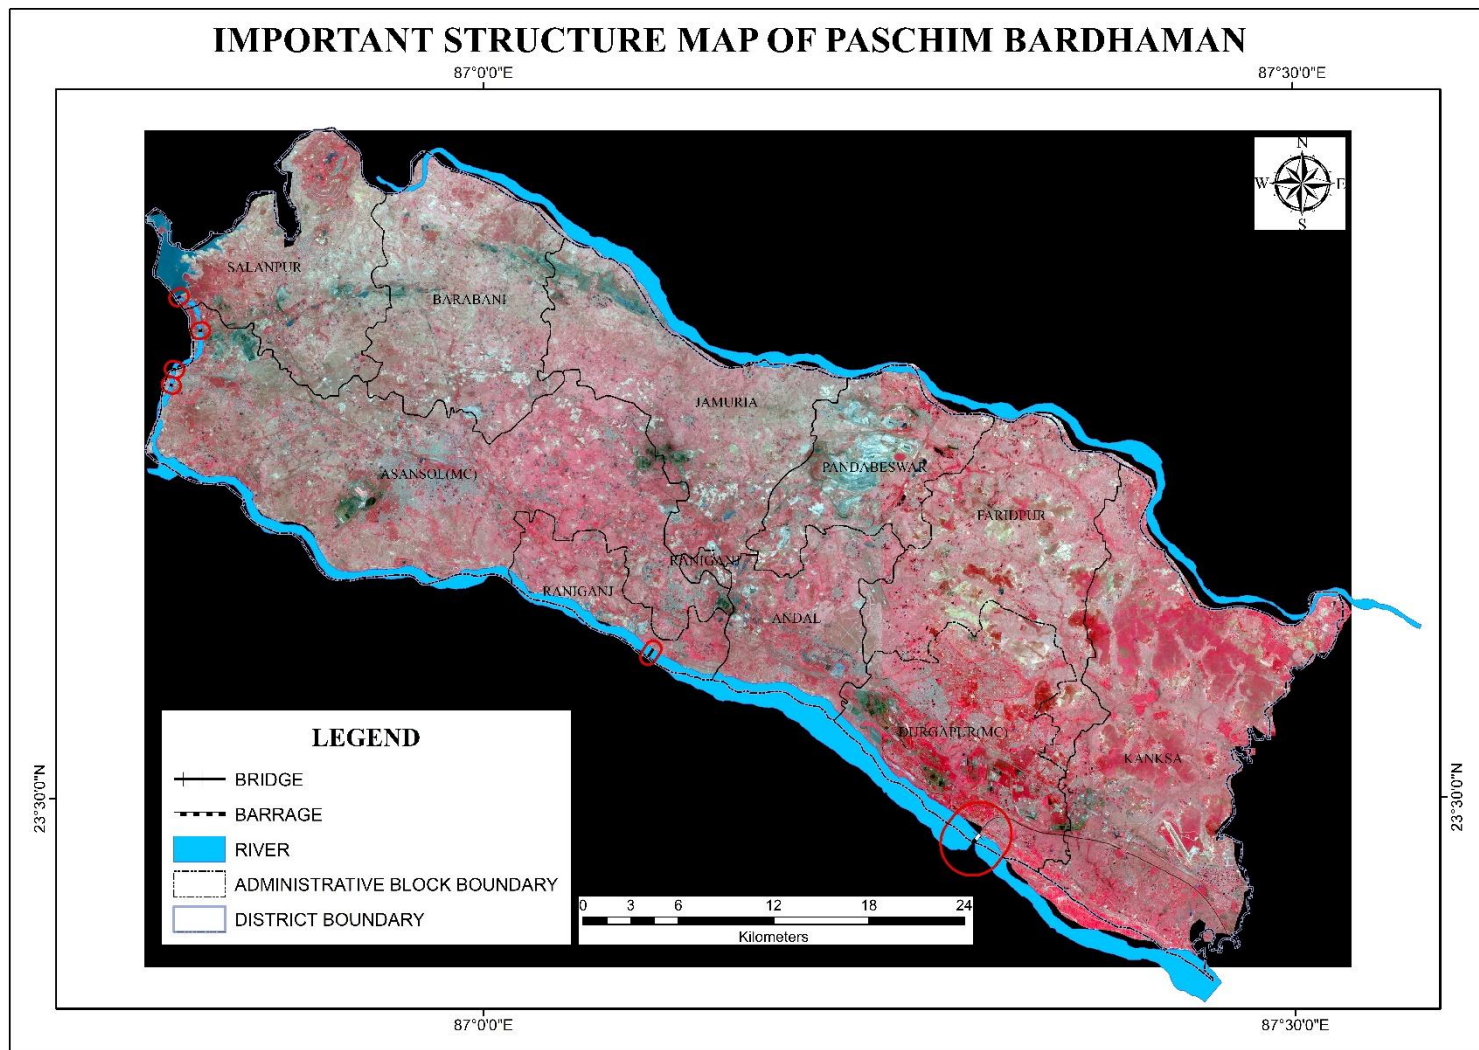 IMPORTANT STRUCTURE MAP OF PASCHIM BARDHAMAN
87°0'0"E
87°30'0"E
N
W
E
S
SALANPUR
BARABANI
JAMURIA
PANDABESWAR
ASANSOL(MC)
FARIDPUR
RANIGANJ
RANIGANJ
ANDAL
DURGAPUR(MC)
KANKSA
23°30'0"N
23°30'0"N
LEGEND
BRIDGE
BARRAGE
RIVER
ADMINISTRATIVE BLOCK BOUNDARY
DISTRICT BOUNDARY
0 3 6 12 18 24
Kilometers
87°0'0"E
87°30'0"E